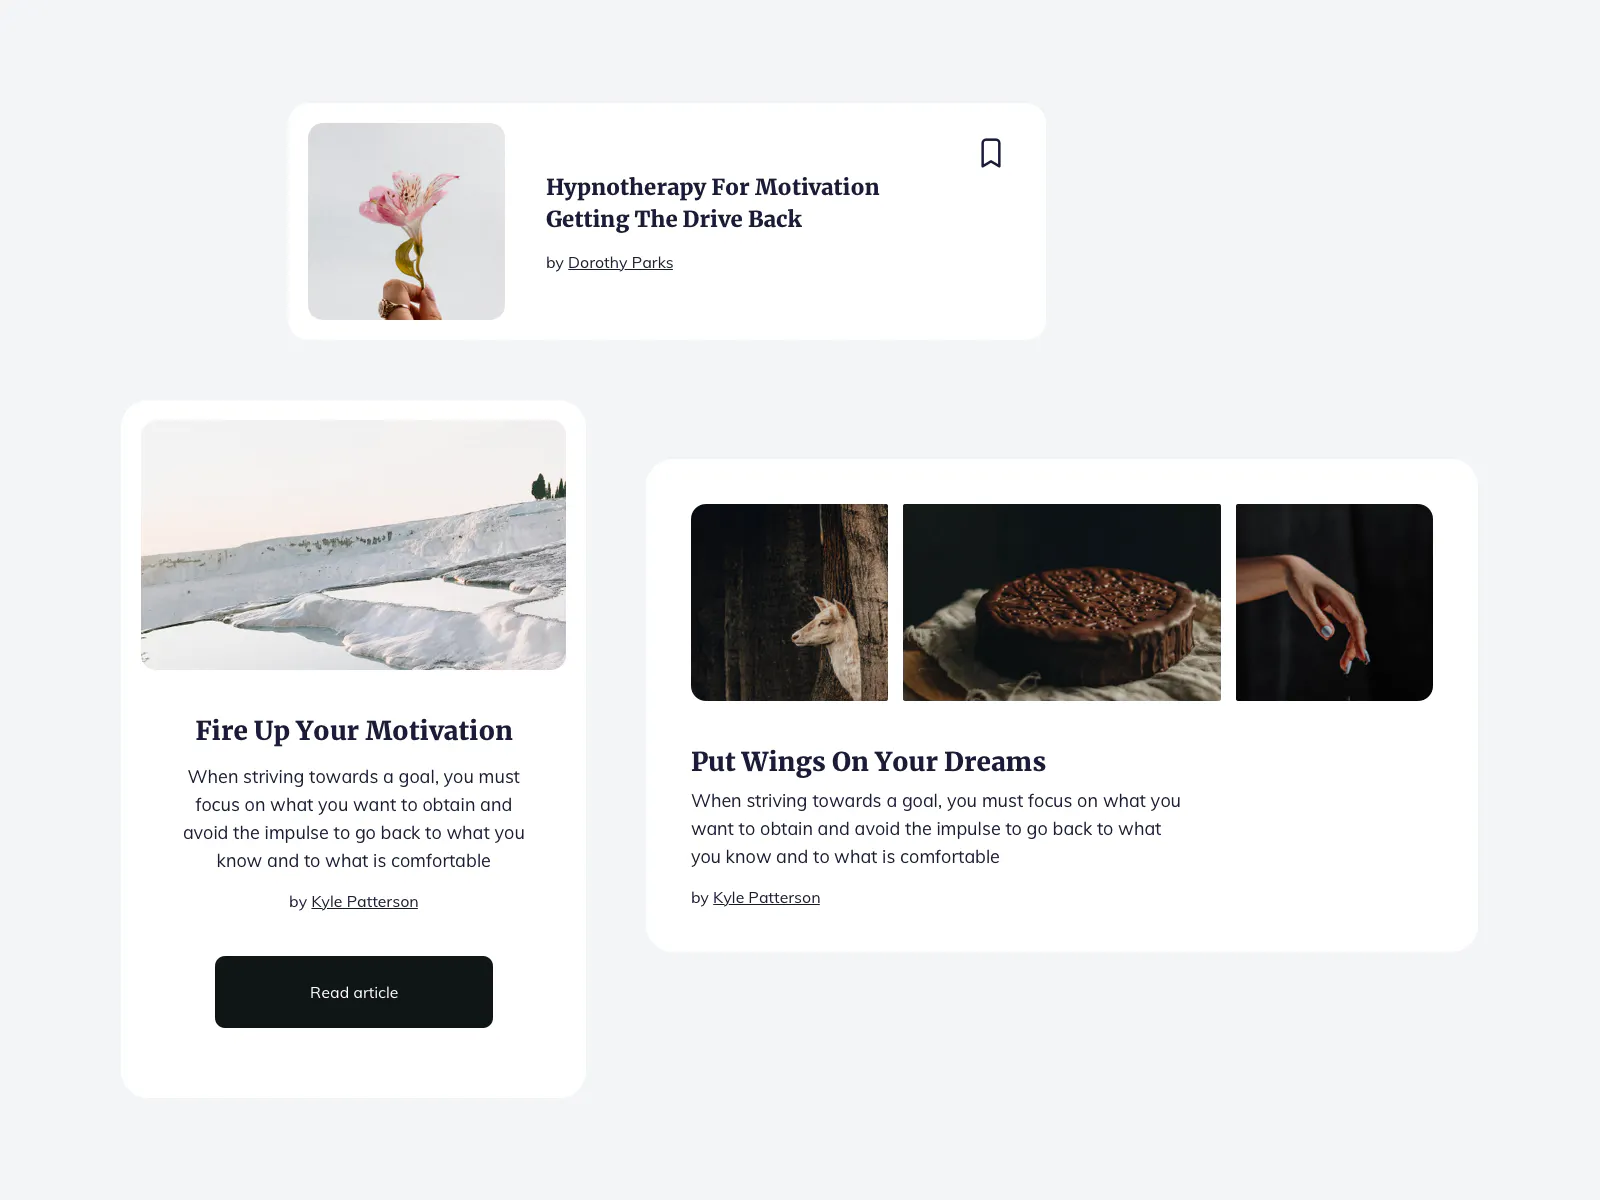 Hypnotherapy For Motivation
Getting The Drive Back
by Dorothy Parks
Fire Up Your Motivation
When striving towards a goal, you must
focus on what you want to obtain and
avoid the impulse to go back to what you
know and to what is comfortable
by Kyle Patterson
Read article
Put Wings On Your Dreams
When striving towards a goal, you must focus on what you
want to obtain and avoid the impulse to go back to what
you know and to what is comfortable
by Kyle Patterson